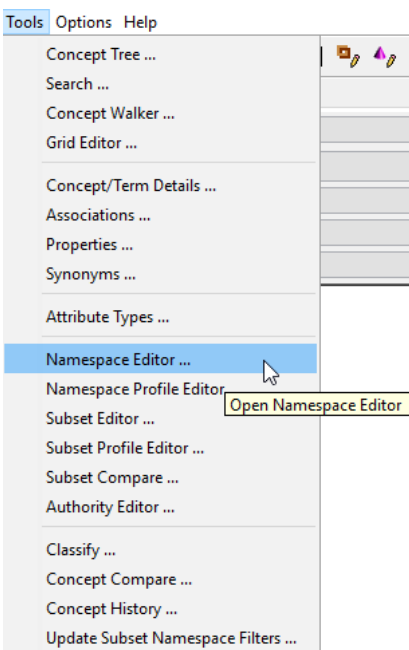 Tools Options Help
Concept Tree ...
Search ...
Concept Walker ...
Grid Editor ...
Concept/Term Details ...
Associations ...
Properties ...
Synonyms ...
Attribute Types ...
Namespace Editor ...
Namespace Profile Editor
Open Namespace Editor
Subset Editor ...
Subset Profile Editor ...
Subset Compare ...
Authority Editor ...
Classify ...
Concept Compare ...
Concept History ...
Update Subset Namespace Filters ...